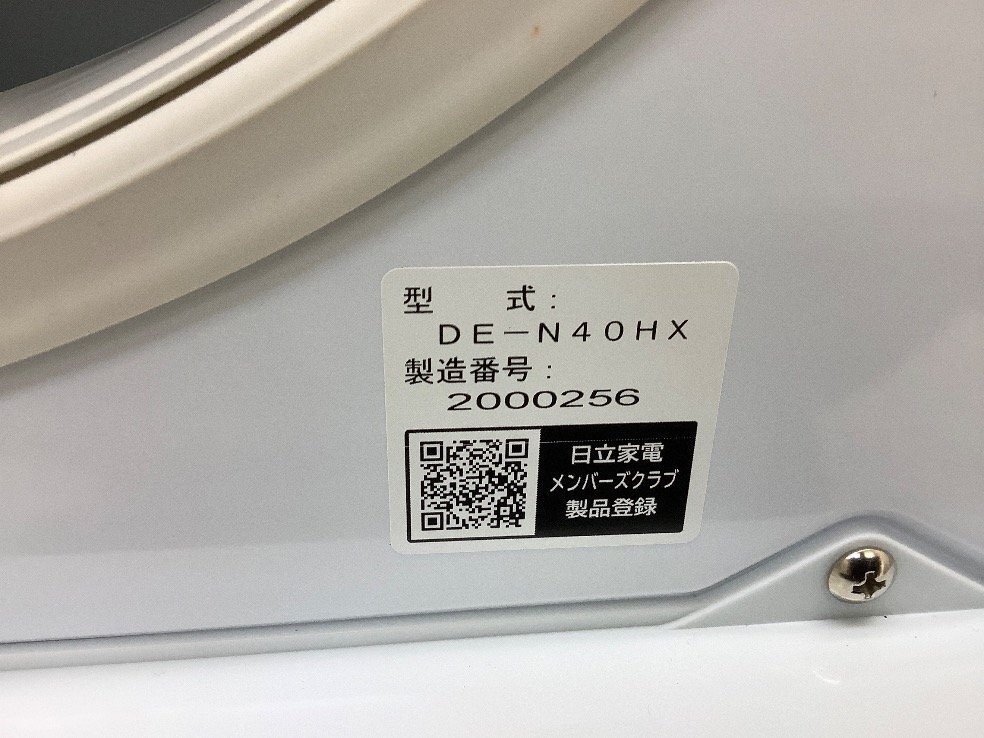 型　　式：
ＤＥ－Ｎ４０ＨＸ
製造番号：
2000256
日立家電
メンバーズクラブ
製品登録